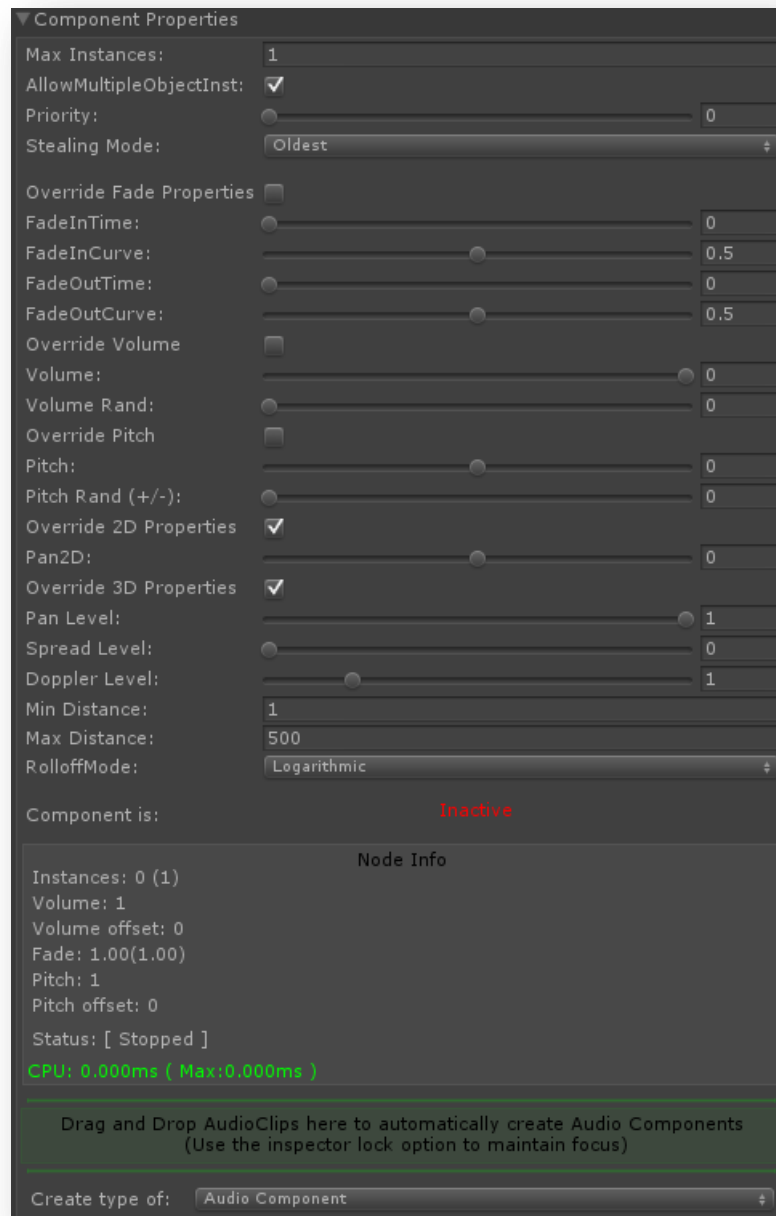 Component Properties
Max Instances: 1
AllowMultipleObjectInst:
Priority: 0
Stealing Mode: Oldest
Override Fade Properties
FadeInTime: 0
FadeInCurve: 0.5
FadeOutTime: 0
FadeOutCurve: 0.5
Override Volume
Volume: 0
Volume Rand: 0
Override Pitch
Pitch: 0
Pitch Rand (+/-): 0
Override 2D Properties
Pan2D: 0
Override 3D Properties
Pan Level: 1
Spread Level: 0
Doppler Level: 1
Min Distance: 1
Max Distance: 500
RolloffMode: Logarithmic
Component is: Inactive
Node Info
Instances: 0 (1)
Volume: 1
Volume offset: 0
Fade: 1.00(1.00)
Pitch: 1
Pitch offset: 0
Status: [ Stopped ]
CPU: 0.000ms ( Max:0.000ms )
Drag and Drop AudioClips here to automatically create Audio Components
(Use the inspector lock option to maintain focus)
Create type of: Audio Component